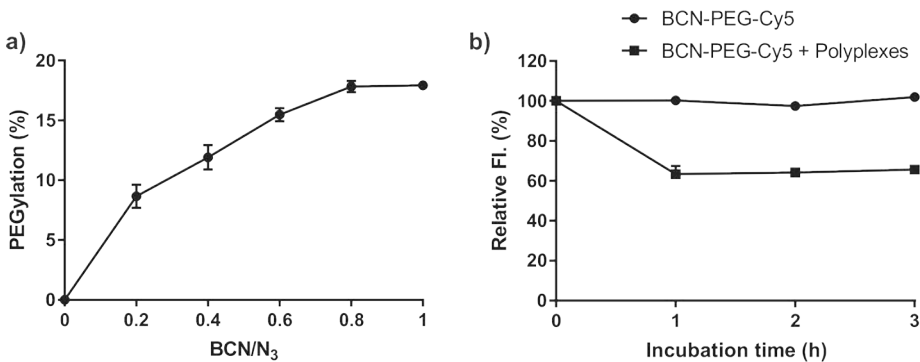 a)
20
15
10
5
0
PEGylation (%)
0 0.2 0.4 0.6 0.8 1
BCN/N₃
b)
BCN-PEG-Cy5
BCN-PEG-Cy5 + Polyplexes
120
100
80
60
40
20
0
Relative Fl. (%)
0 1 2 3
Incubation time (h)